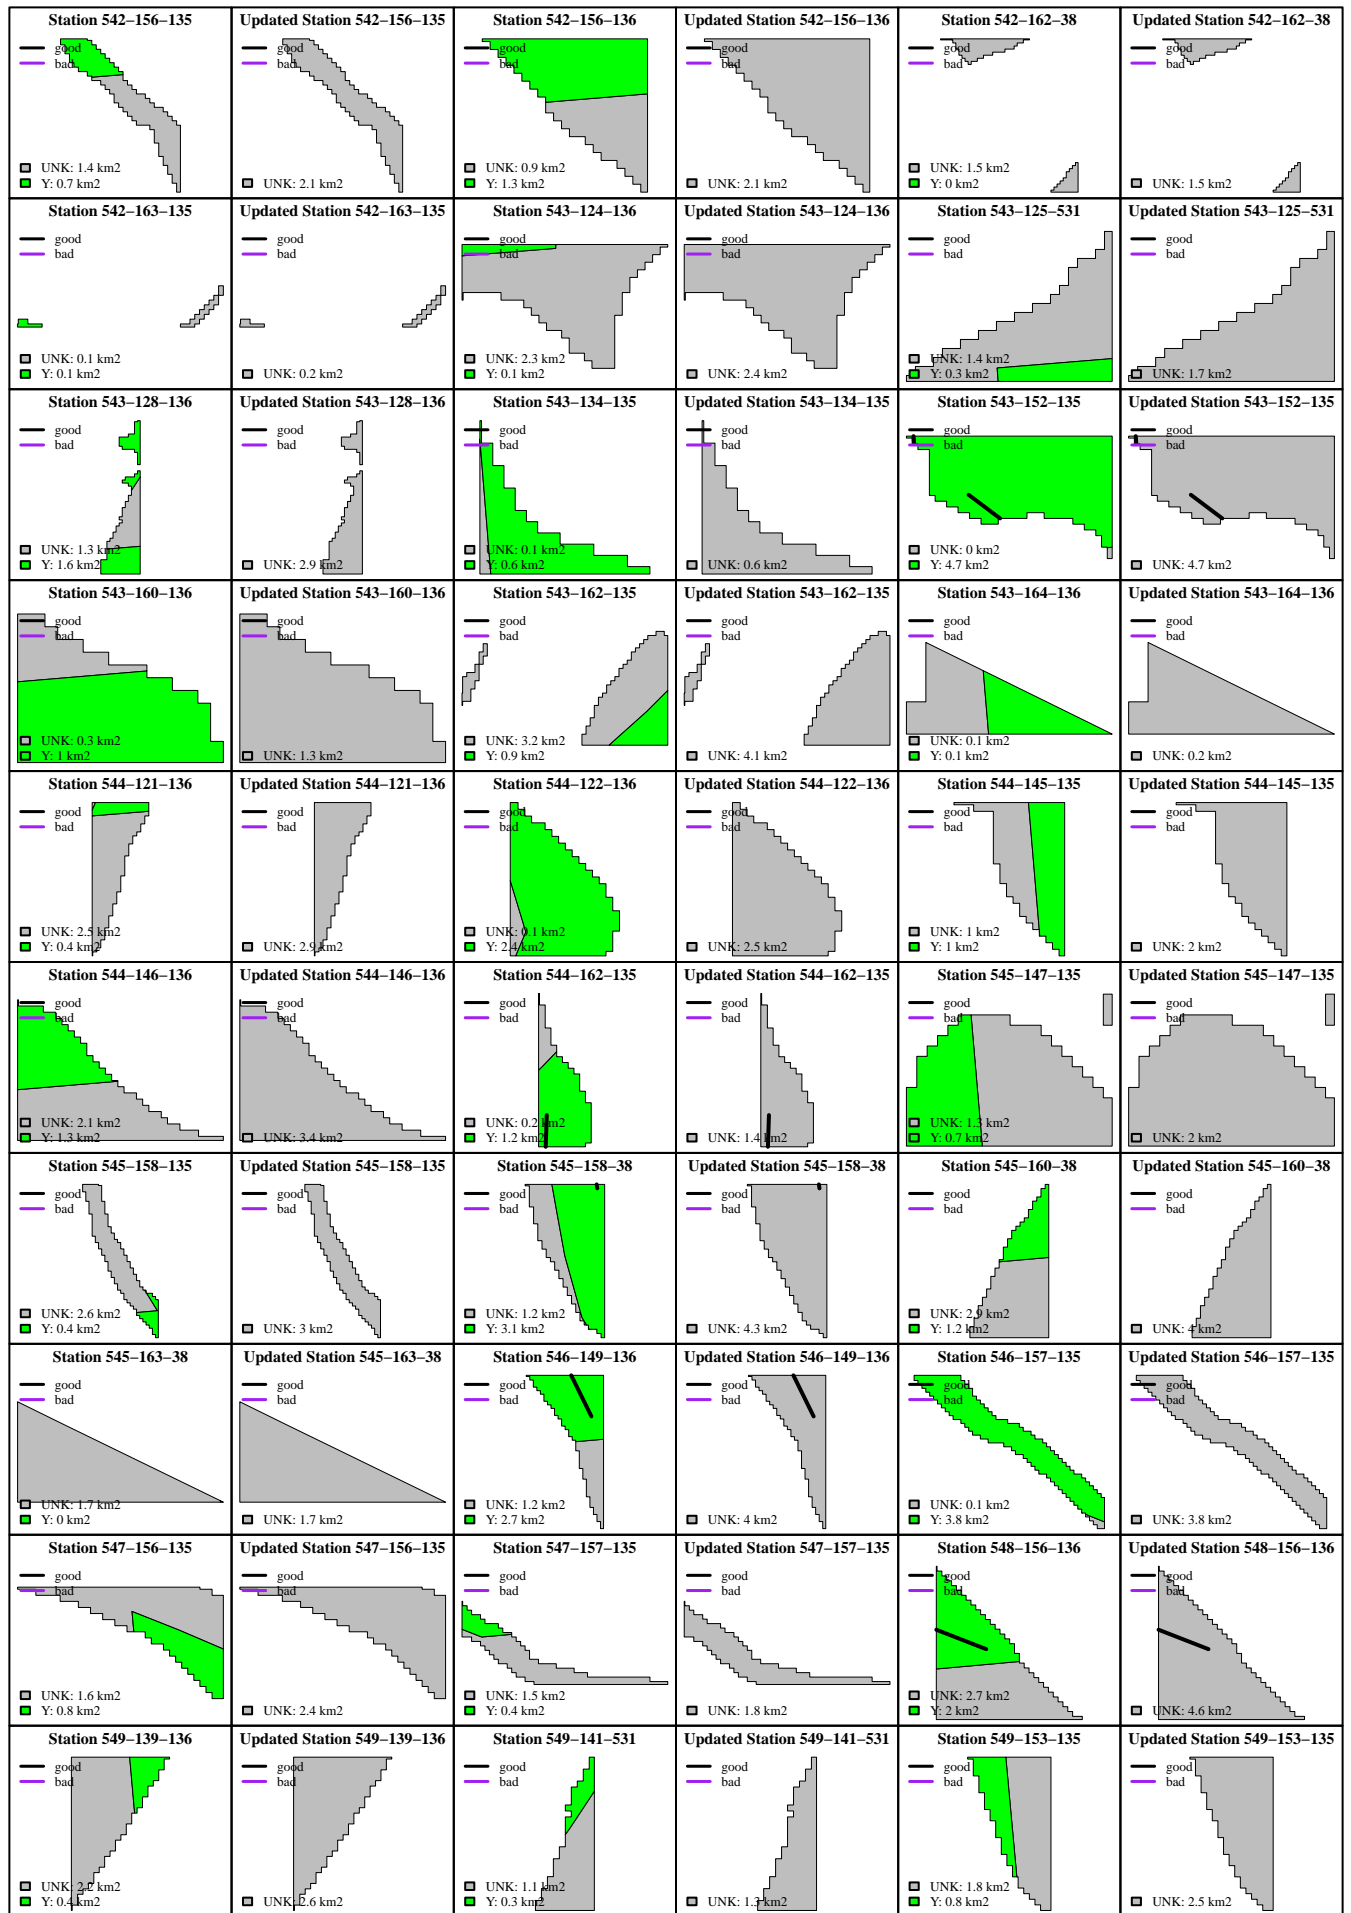 Station 542−156−135
good
bad
UNK: 1.4 km2
Y: 0.7 km2
Updated Station 542−156−135
good
bad
UNK: 2.1 km2
Station 542−156−136
good
bad
UNK: 0.9 km2
Y: 1.3 km2
Updated Station 542−156−136
good
bad
UNK: 2.1 km2
Station 542−162−38
good
bad
UNK: 1.5 km2
Y: 0 km2
Updated Station 542−162−38
good
bad
UNK: 1.5 km2
Station 542−163−135
good
bad
UNK: 0.1 km2
Y: 0.1 km2
Updated Station 542−163−135
good
bad
UNK: 0.2 km2
Station 543−124−136
good
bad
UNK: 2.3 km2
Y: 0.1 km2
Updated Station 543−124−136
good
bad
UNK: 2.4 km2
Station 543−125−531
good
bad
UNK: 1.4 km2
Y: 0.3 km2
Updated Station 543−125−531
good
bad
UNK: 1.7 km2
Station 543−128−136
good
bad
UNK: 1.3 km2
Y: 1.6 km2
Updated Station 543−128−136
good
bad
UNK: 2.9 km2
Station 543−134−135
good
bad
UNK: 0.1 km2
Y: 0.6 km2
Updated Station 543−134−135
good
bad
UNK: 0.6 km2
Station 543−152−135
good
bad
UNK: 0 km2
Y: 4.7 km2
Updated Station 543−152−135
good
bad
UNK: 4.7 km2
Station 543−160−136
good
bad
UNK: 0.3 km2
Y: 1 km2
Updated Station 543−160−136
good
bad
UNK: 1.3 km2
Station 543−162−135
good
bad
UNK: 3.2 km2
Y: 0.9 km2
Updated Station 543−162−135
good
bad
UNK: 4.1 km2
Station 543−164−136
good
bad
UNK: 0.1 km2
Y: 0.1 km2
Updated Station 543−164−136
good
bad
UNK: 0.2 km2
Station 544−121−136
good
bad
UNK: 2.5 km2
Y: 0.4 km2
Updated Station 544−121−136
good
bad
UNK: 2.9 km2
Station 544−122−136
good
bad
UNK: 0.1 km2
Y: 2.4 km2
Updated Station 544−122−136
good
bad
UNK: 2.5 km2
Station 544−145−135
good
bad
UNK: 1 km2
Y: 1 km2
Updated Station 544−145−135
good
bad
UNK: 2 km2
Station 544−146−136
good
bad
UNK: 2.1 km2
Y: 1.3 km2
Updated Station 544−146−136
good
bad
UNK: 3.4 km2
Station 544−162−135
good
bad
UNK: 0.2 km2
Y: 1.2 km2
Updated Station 544−162−135
good
bad
UNK: 1.4 km2
Station 545−147−135
good
bad
UNK: 1.3 km2
Y: 0.7 km2
Updated Station 545−147−135
good
bad
UNK: 2 km2
Station 545−158−135
good
bad
UNK: 2.6 km2
Y: 0.4 km2
Updated Station 545−158−135
good
bad
UNK: 3 km2
Station 545−158−38
good
bad
UNK: 1.2 km2
Y: 3.1 km2
Updated Station 545−158−38
good
bad
UNK: 4.3 km2
Station 545−160−38
good
bad
UNK: 2.9 km2
Y: 1.2 km2
Updated Station 545−160−38
good
bad
UNK: 4 km2
Station 545−163−38
good
bad
UNK: 1.7 km2
Y: 0 km2
Updated Station 545−163−38
good
bad
UNK: 1.7 km2
Station 546−149−136
good
bad
UNK: 1.2 km2
Y: 2.7 km2
Updated Station 546−149−136
good
bad
UNK: 4 km2
Station 546−157−135
good
bad
UNK: 0.1 km2
Y: 3.8 km2
Updated Station 546−157−135
good
bad
UNK: 3.8 km2
Station 547−156−135
good
bad
UNK: 1.6 km2
Y: 0.8 km2
Updated Station 547−156−135
good
bad
UNK: 2.4 km2
Station 547−157−135
good
bad
UNK: 1.5 km2
Y: 0.4 km2
Updated Station 547−157−135
good
bad
UNK: 1.8 km2
Station 548−156−136
good
bad
UNK: 2.7 km2
Y: 2 km2
Updated Station 548−156−136
good
bad
UNK: 4.6 km2
Station 549−139−136
good
bad
UNK: 2.2 km2
Y: 0.4 km2
Updated Station 549−139−136
good
bad
UNK: 2.6 km2
Station 549−141−531
good
bad
UNK: 1.1 km2
Y: 0.3 km2
Updated Station 549−141−531
good
bad
UNK: 1.3 km2
Station 549−153−135
good
bad
UNK: 1.8 km2
Y: 0.8 km2
Updated Station 549−153−135
good
bad
UNK: 2.5 km2